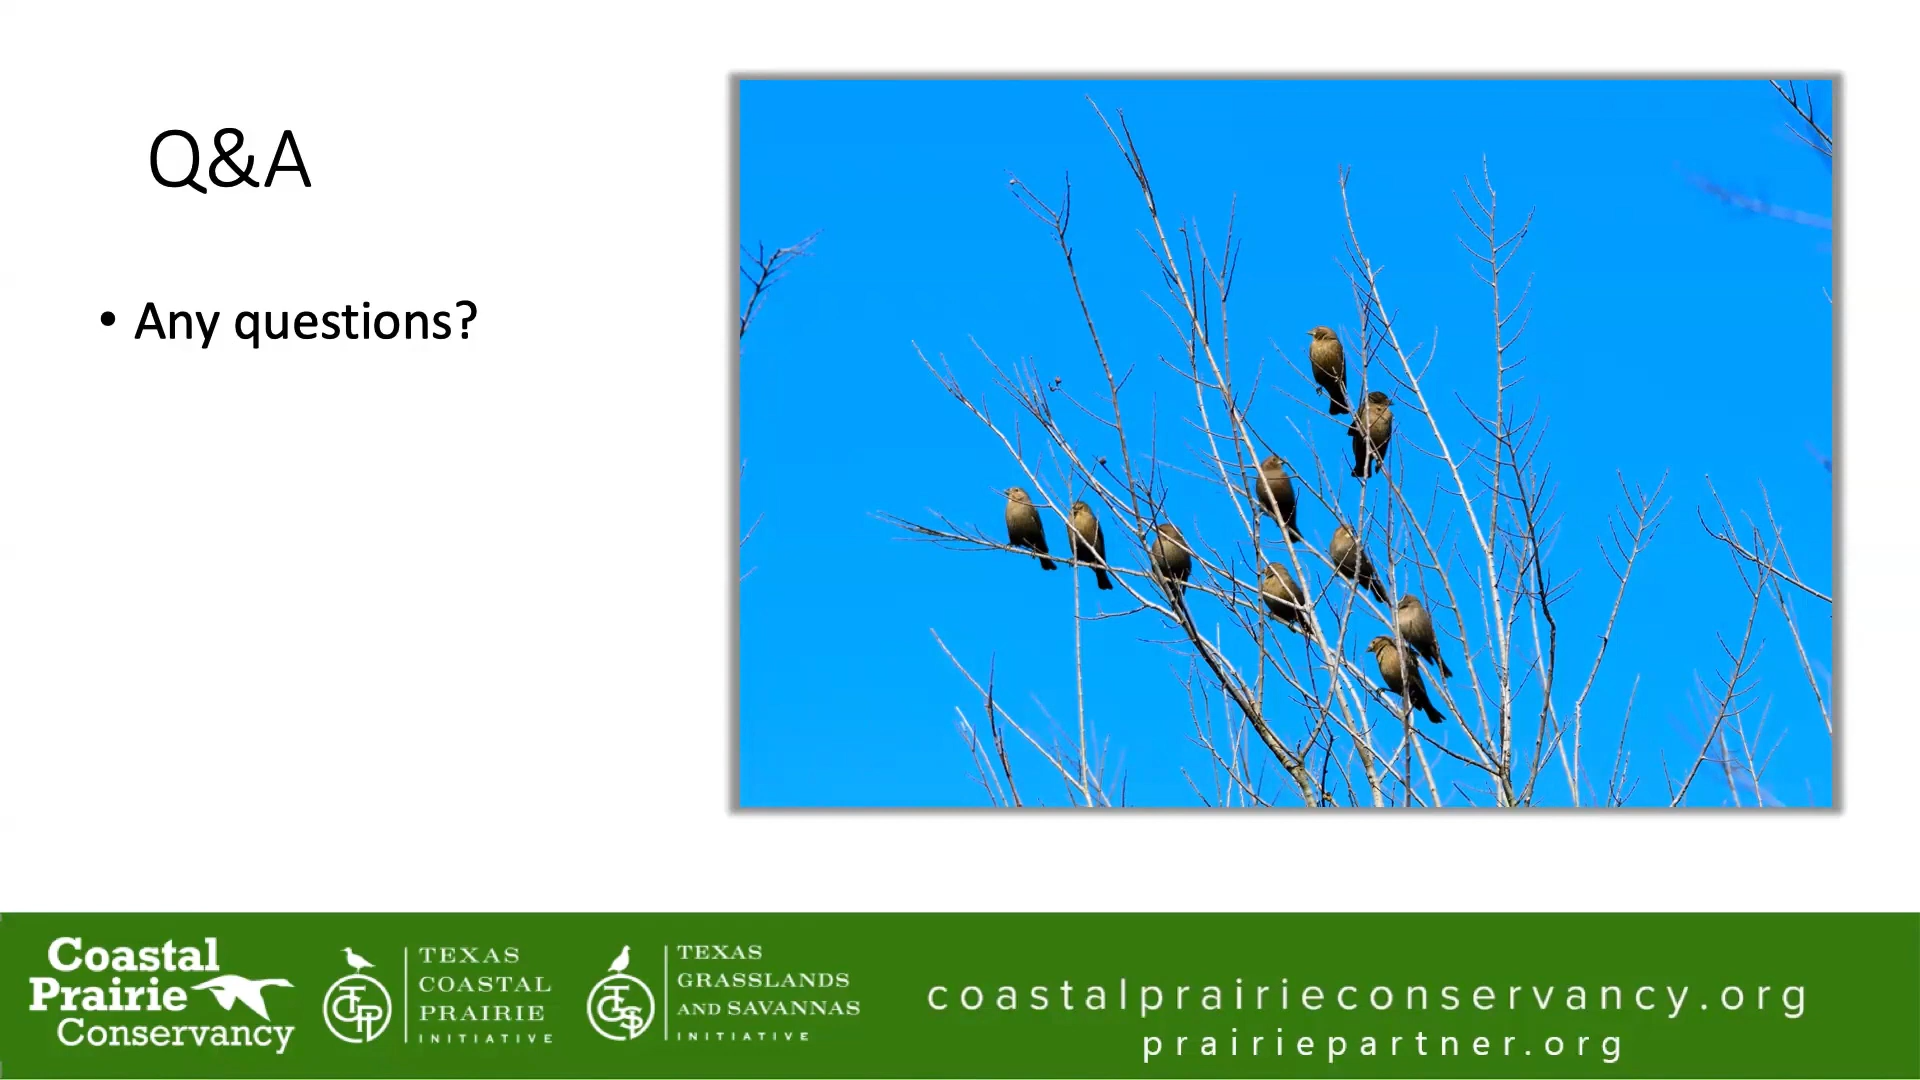 Q&A
• Any questions?
Coastal
Prairie
Conservancy
TEXAS
COASTAL
PRAIRIE
INITIATIVE
TEXAS
GRASSLANDS
AND SAVANNAS
INITIATIVE
coastalprairieconservancy.org
prairiepartner.org